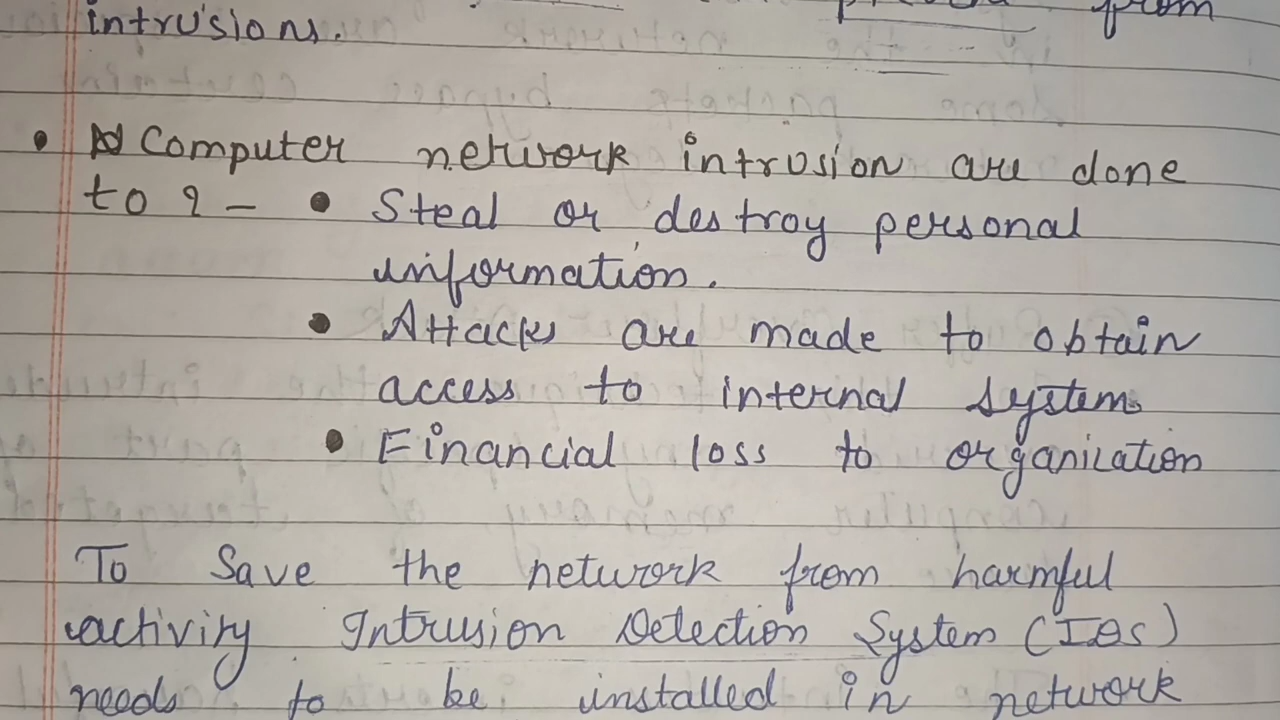 from
intrusions.
• Computer network intrusion are done
to ? - • Steal or destroy personal
information.
• Attacks are made to obtain
access to internal systems
• Financial loss to organization
To Save the network from harmful
activity Intrusion Detection System (IDS)
needs to be installed in network